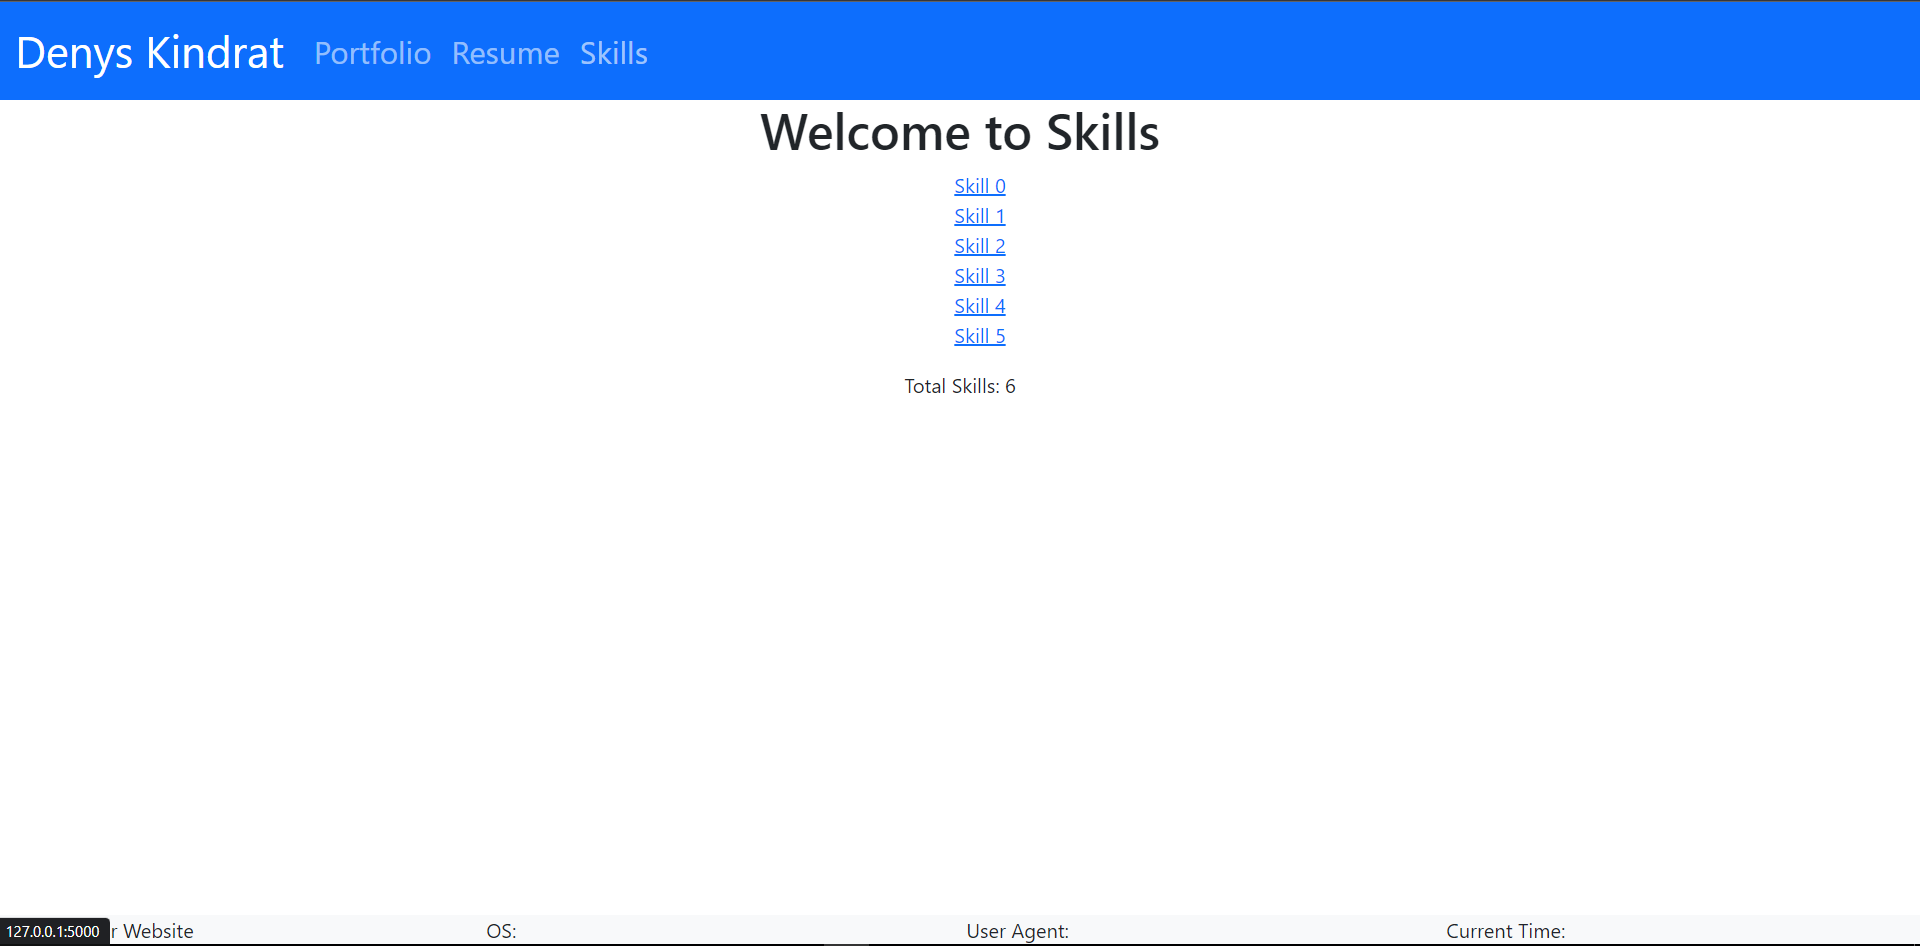 Denys Kindrat Portfolio Resume Skills
Welcome to Skills
Skill 0
Skill 1
Skill 2
Skill 3
Skill 4
Skill 5
Total Skills: 6
127.0.0.1:5000 Website OS: User Agent: Current Time: